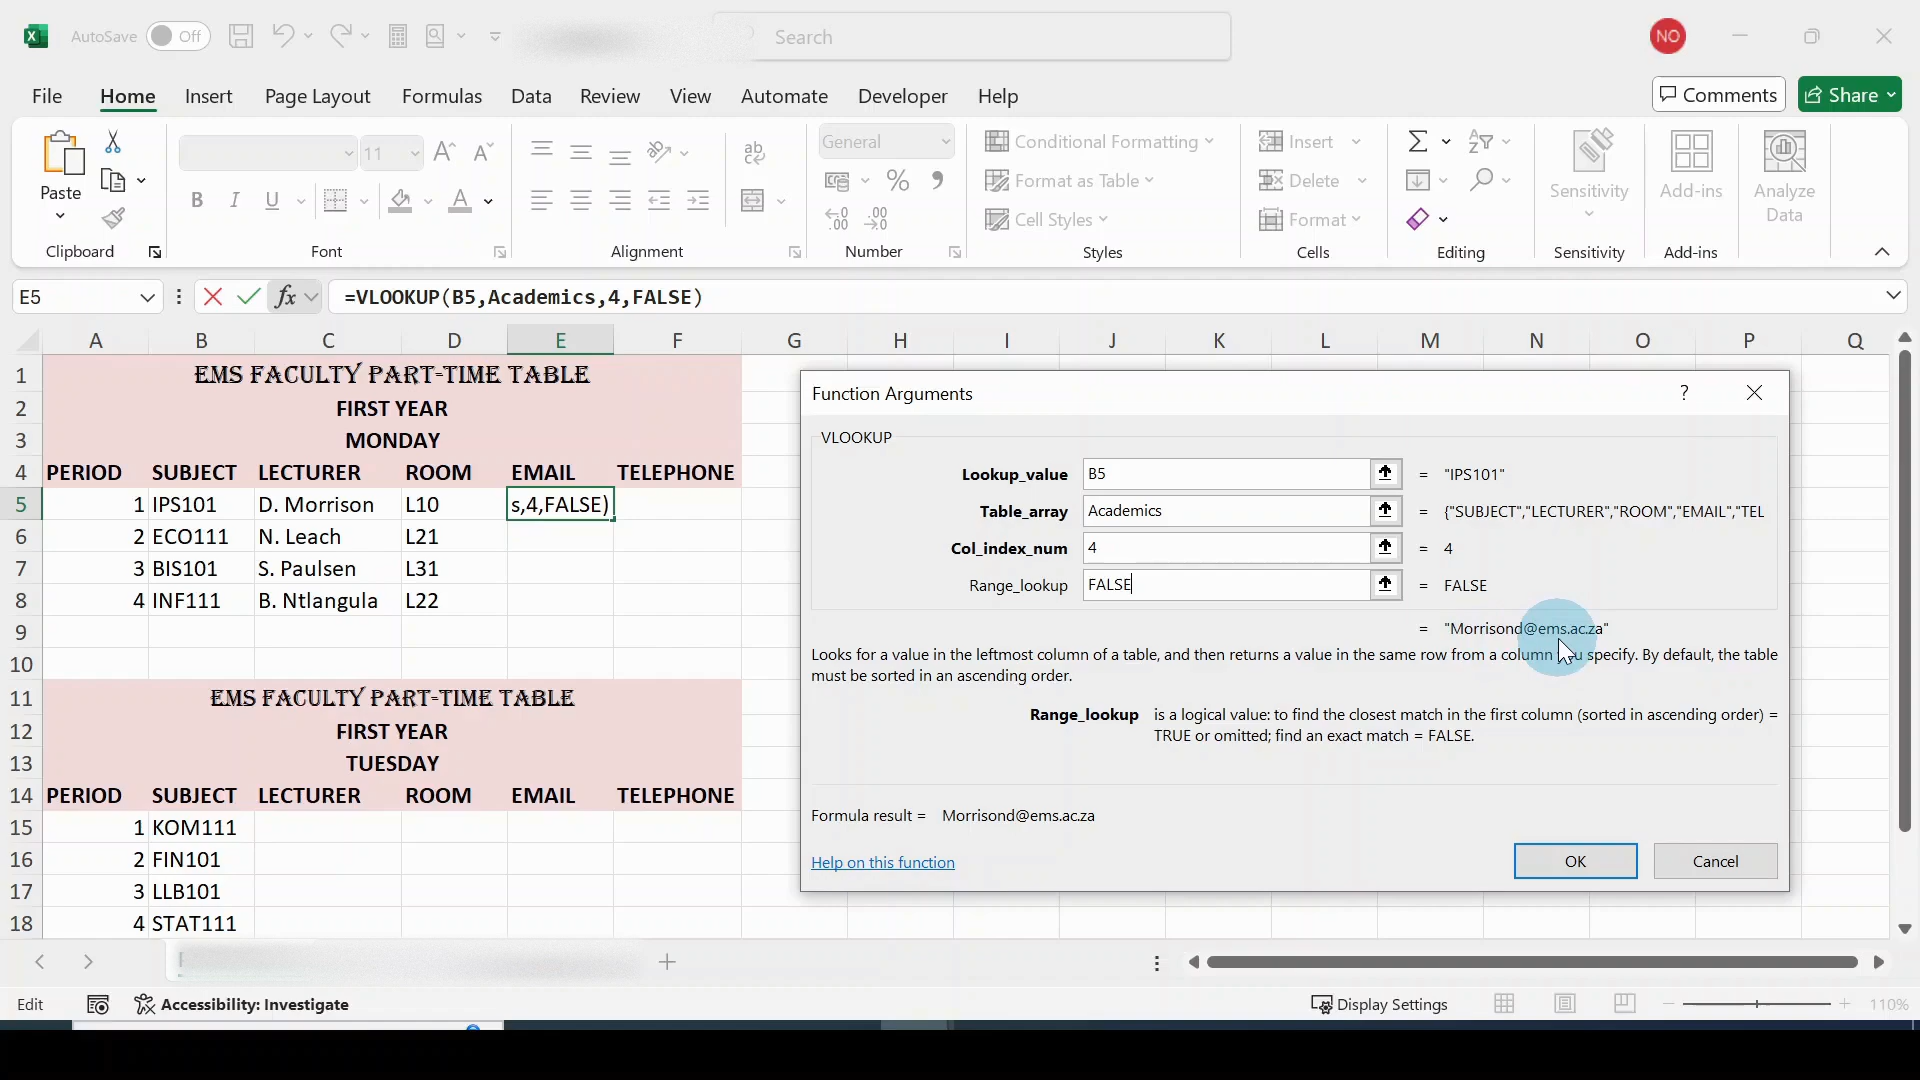 AutoSave Off Search NO
File Home Insert Page Layout Formulas Data Review View Automate Developer Help Comments Share
Paste 11 General Conditional Formatting Insert
Format as Table Delete
Cell Styles Format
Sensitivity Add-ins Analyze Data
Clipboard Font Alignment Number Styles Cells Editing Sensitivity Add-ins
E5 fx =VLOOKUP(B5,Academics,4,FALSE)
A B C D E F G H I J K L M N O P Q
1 EMS FACULTY PART-TIME TABLE
2 FIRST YEAR
3 MONDAY
4 PERIOD SUBJECT LECTURER ROOM EMAIL TELEPHONE
5 1 IPS101 D. Morrison L10 s,4,FALSE)
6 2 ECO111 N. Leach L21
7 3 BIS101 S. Paulsen L31
8 4 INF111 B. Ntlangula L22
9
10
11 EMS FACULTY PART-TIME TABLE
12 FIRST YEAR
13 TUESDAY
14 PERIOD SUBJECT LECTURER ROOM EMAIL TELEPHONE
15 1 KOM111
16 2 FIN101
17 3 LLB101
18 4 STAT111
Function Arguments ?
VLOOKUP
Lookup_value B5 = "IPS101"
Table_array Academics = {"SUBJECT","LECTURER","ROOM","EMAIL","TEL
Col_index_num 4 = 4
Range_lookup FALSE = FALSE
= "Morrisond@ems.ac.za"
Looks for a value in the leftmost column of a table, and then returns a value in the same row from a column specify. By default, the table
must be sorted in an ascending order.
Range_lookup is a logical value: to find the closest match in the first column (sorted in ascending order) =
TRUE or omitted; find an exact match = FALSE.
Formula result = Morrisond@ems.ac.za
Help on this function OK Cancel
Edit Accessibility: Investigate Display Settings 110%